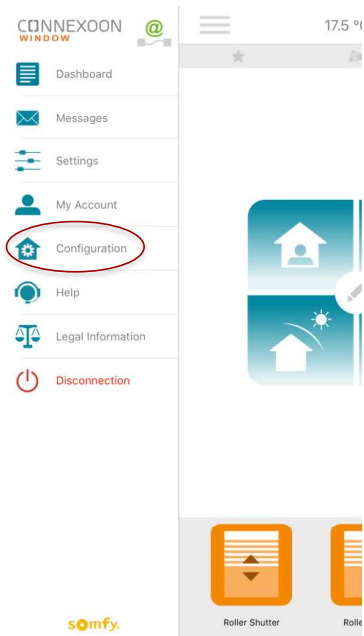 CONNEXOON
WINDOW
@
Dashboard
Messages
Settings
My Account
Configuration
Help
Legal Information
Disconnection
somfy.
17.5 °
Roller Shutter
Rolle